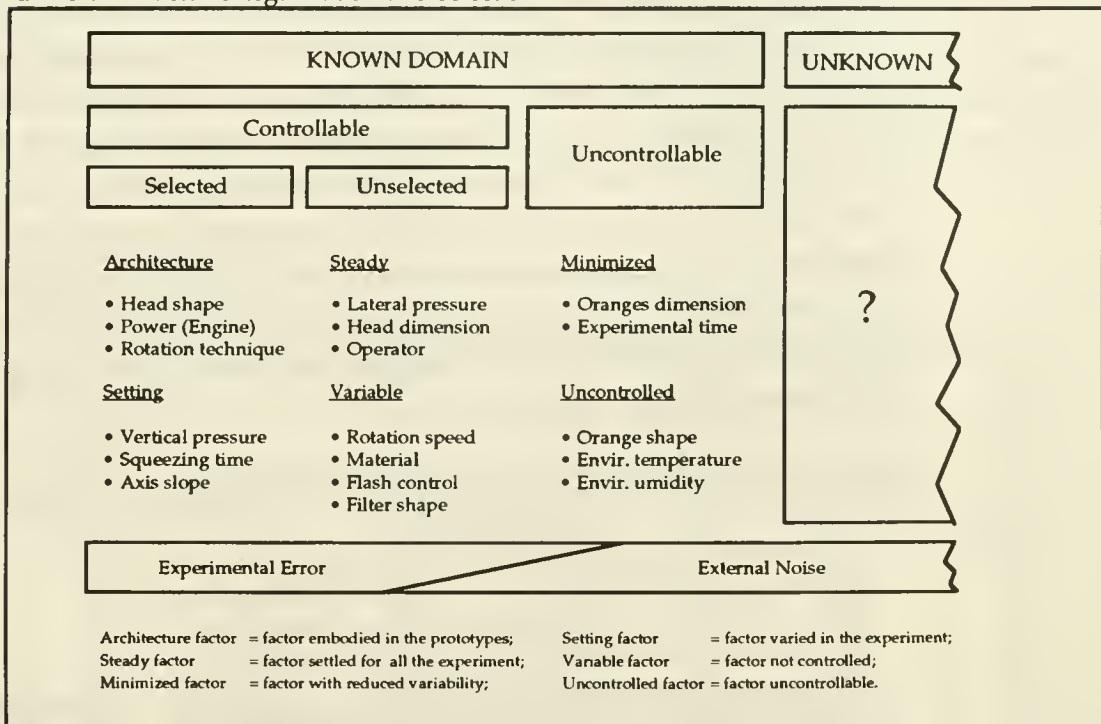 KNOWN DOMAIN
UNKNOWN
Controllable
Uncontrollable
Selected
Unselected
Architecture
• Head shape
• Power (Engine)
• Rotation technique
Steady
• Lateral pressure
• Head dimension
• Operator
Minimized
• Oranges dimension
• Experimental time
?
Setting
• Vertical pressure
• Squeezing time
• Axis slope
Variable
• Rotation speed
• Material
• Flash control
• Filter shape
Uncontrolled
• Orange shape
• Envir. temperature
• Envir. umidity
Experimental Error
External Noise
Architecture factor = factor embodied in the prototypes;
Steady factor = factor settled for all the experiment;
Minimized factor = factor with reduced variability;
Setting factor = factor varied in the experiment;
Variable factor = factor not controlled;
Uncontrolled factor = factor uncontrollable.